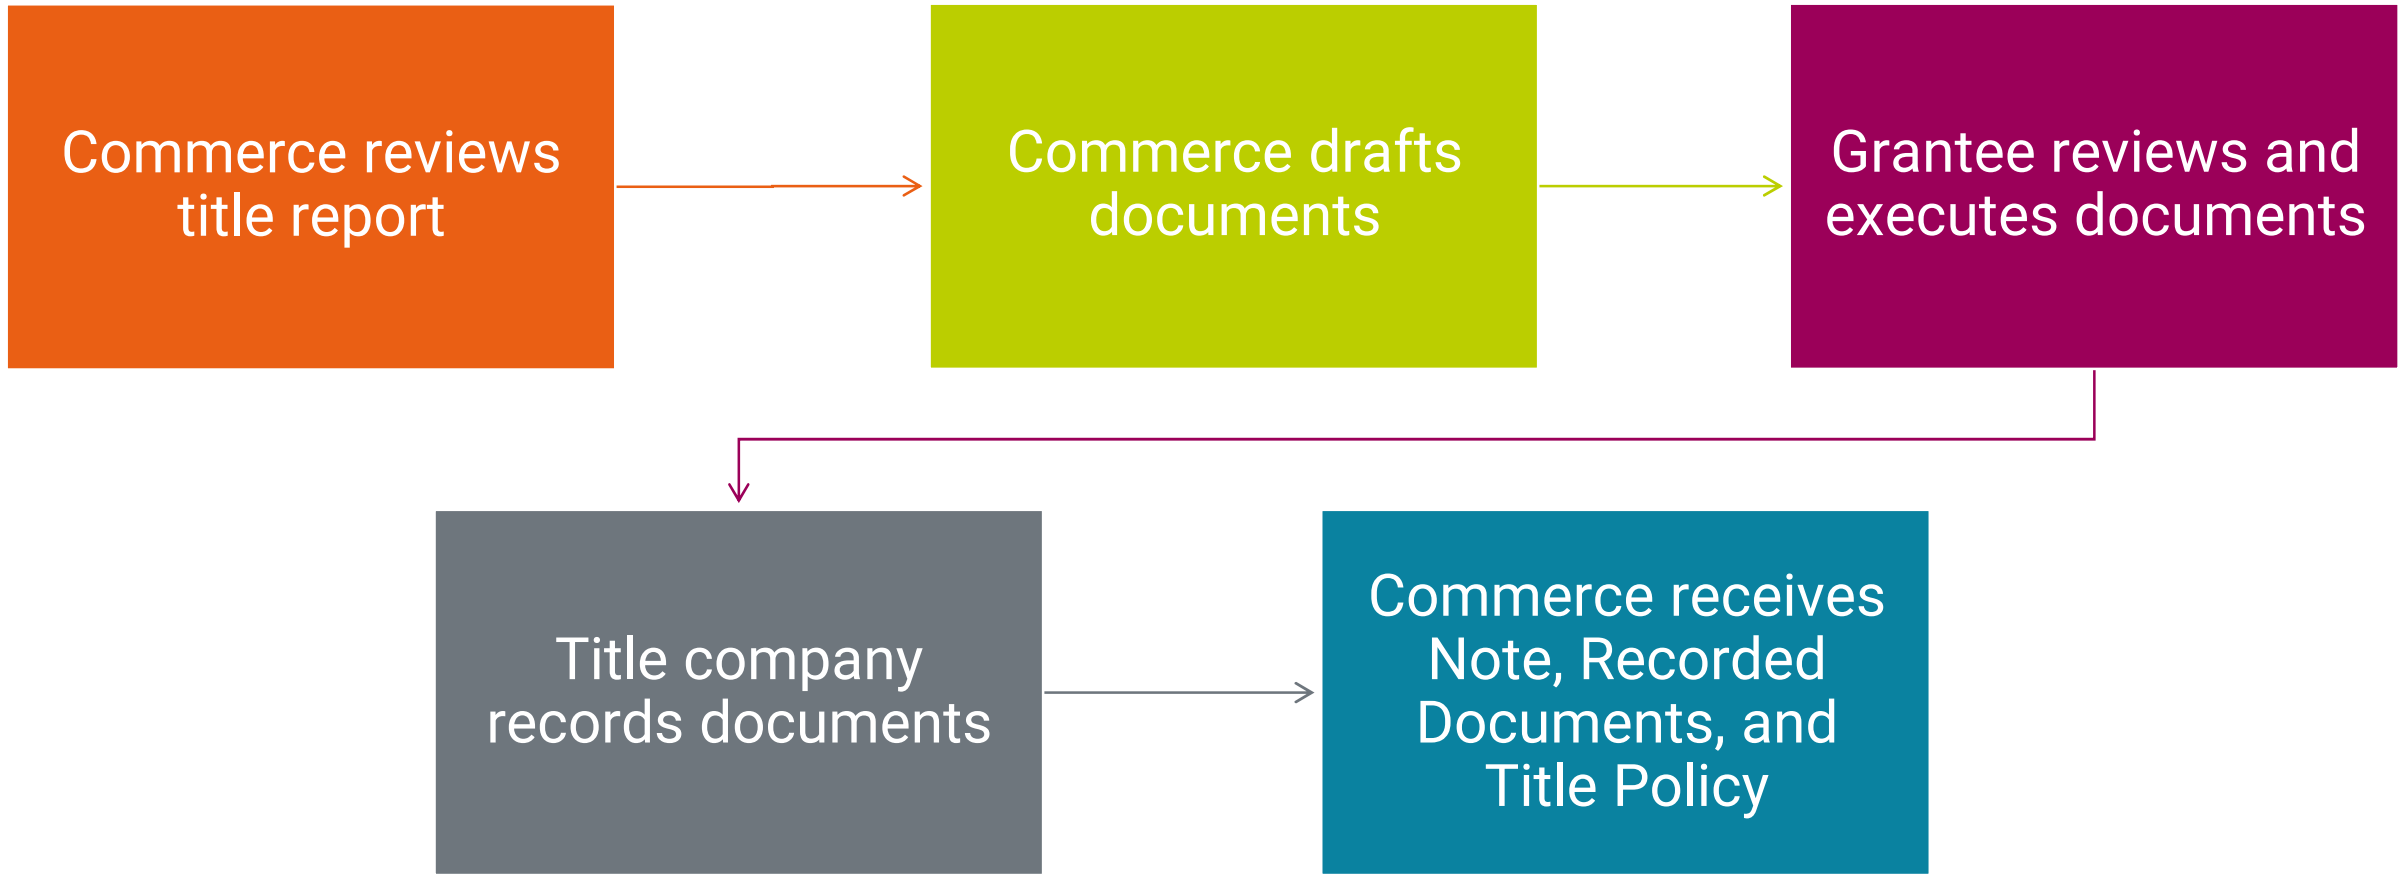 Commerce reviews
title report
Commerce drafts
documents
Grantee reviews and
executes documents
Title company
records documents
Commerce receives
Note, Recorded
Documents, and
Title Policy